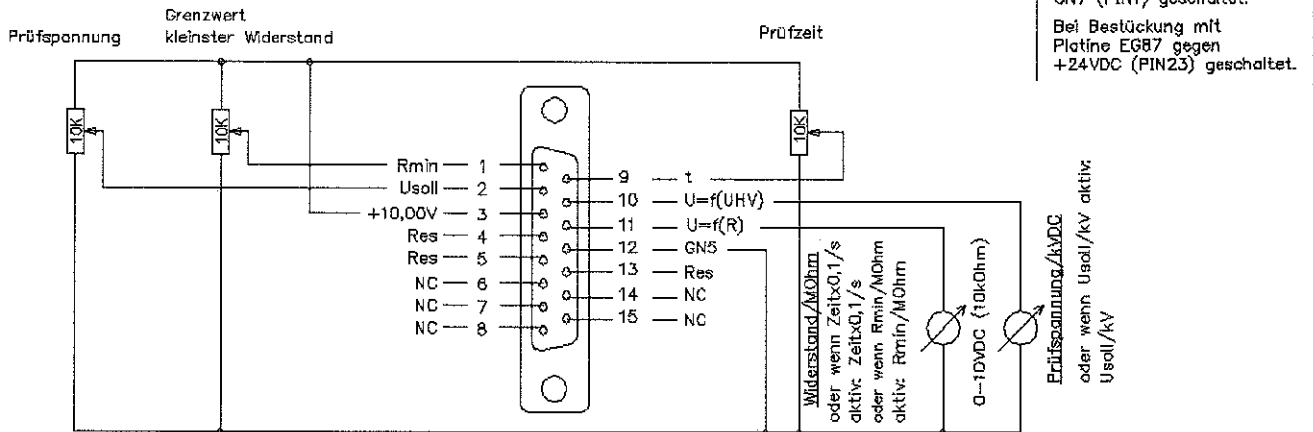 GN7 (PIN1) geschaltet.
Bei Bestückung mit
Platine EG87 gegen
+24VDC (PIN23) geschaltet.
Prüfspannung
Grenzwert
kleinster Widerstand
Prüfzeit
10K
10K
10K
Rmin 1
Usoll 2
+10,00V 3
Res 4
Res 5
NC 6
NC 7
NC 8
9 t
10 U=f(UHV)
11 U=f(R)
12 GN5
13 Res
14 NC
15 NC
Widerstand/MOhm
oder wenn Zeitx0,1/s
aktiv: Zeitx0,1/s
oder wenn Rmin/MOhm
aktiv: Rmin/MOhm
0-10VDC (10kOhm)
Prüfspannung/kVDC
oder wenn Usoll/kV aktiv:
Usoll/kV